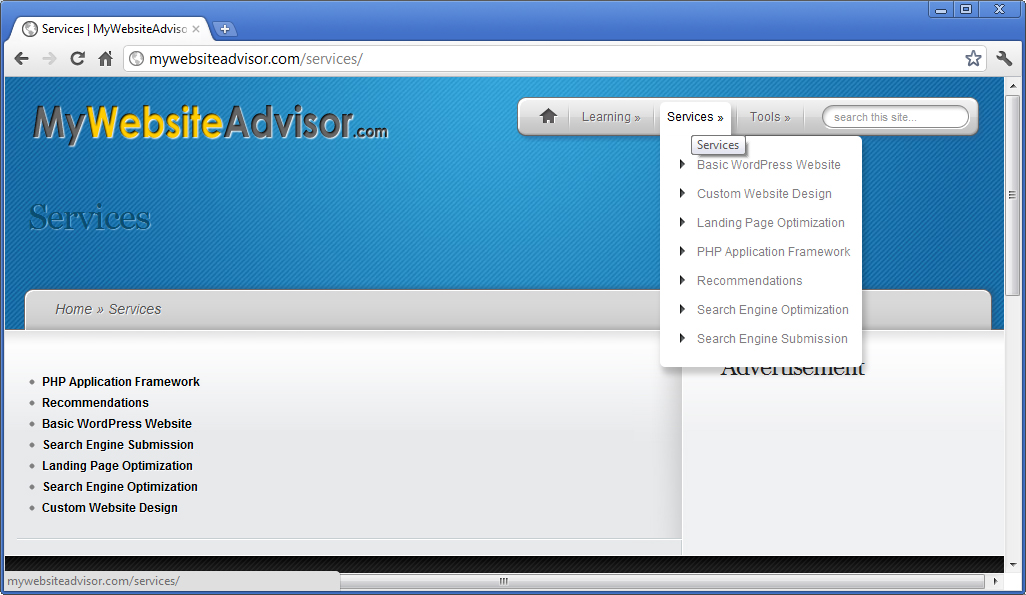 Services | MyWebsiteAdviso
mywebsiteadvisor.com/services/
MyWebsiteAdvisor.com
Learning »
Services »
Tools »
search this site...
Services
Services
Basic WordPress Website
Custom Website Design
Landing Page Optimization
PHP Application Framework
Recommendations
Search Engine Optimization
Search Engine Submission
Home » Services
Advertisement
PHP Application Framework
Recommendations
Basic WordPress Website
Search Engine Submission
Landing Page Optimization
Search Engine Optimization
Custom Website Design
mywebsiteadvisor.com/services/